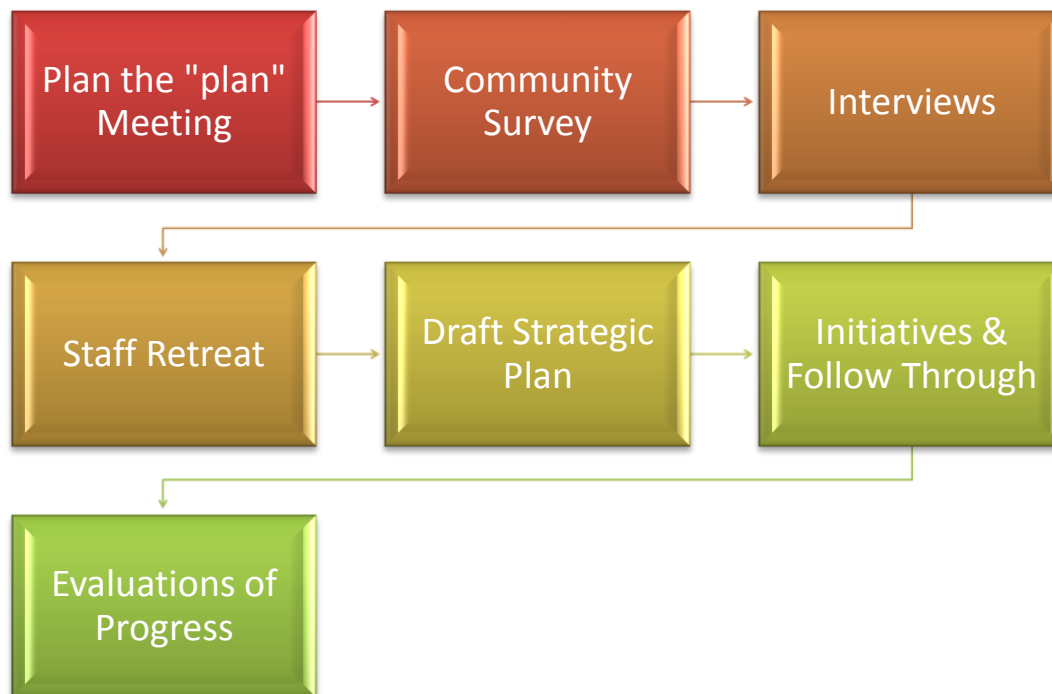 Plan the "plan"
Meeting
Community
Survey
Interviews
Staff Retreat
Draft Strategic
Plan
Initiatives &
Follow Through
Evaluations of
Progress